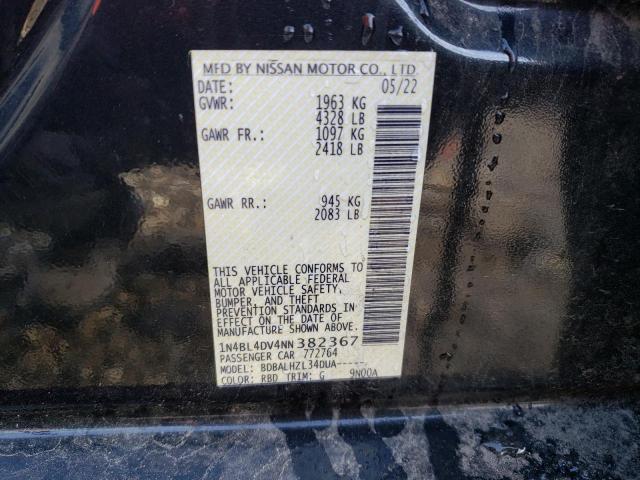 MFD BY NISSAN MOTOR CO., LTD.
DATE: 05/22
GVWR: 1963 KG
4328 LB
GAWR FR.: 1097 KG
2418 LB
GAWR RR.: 945 KG
2083 LB
THIS VEHICLE CONFORMS TO
ALL APPLICABLE FEDERAL
MOTOR VEHICLE SAFETY,
BUMPER, AND THEFT
PREVENTION STANDARDS IN
EFFECT ON THE DATE OF
MANUFACTURE SHOWN ABOVE.
1N4BL4DV4NN382367
PASSENGER CAR 772764
MODEL: BDBALHZL34DUA------
COLOR: RBD TRIM: G 9N00A